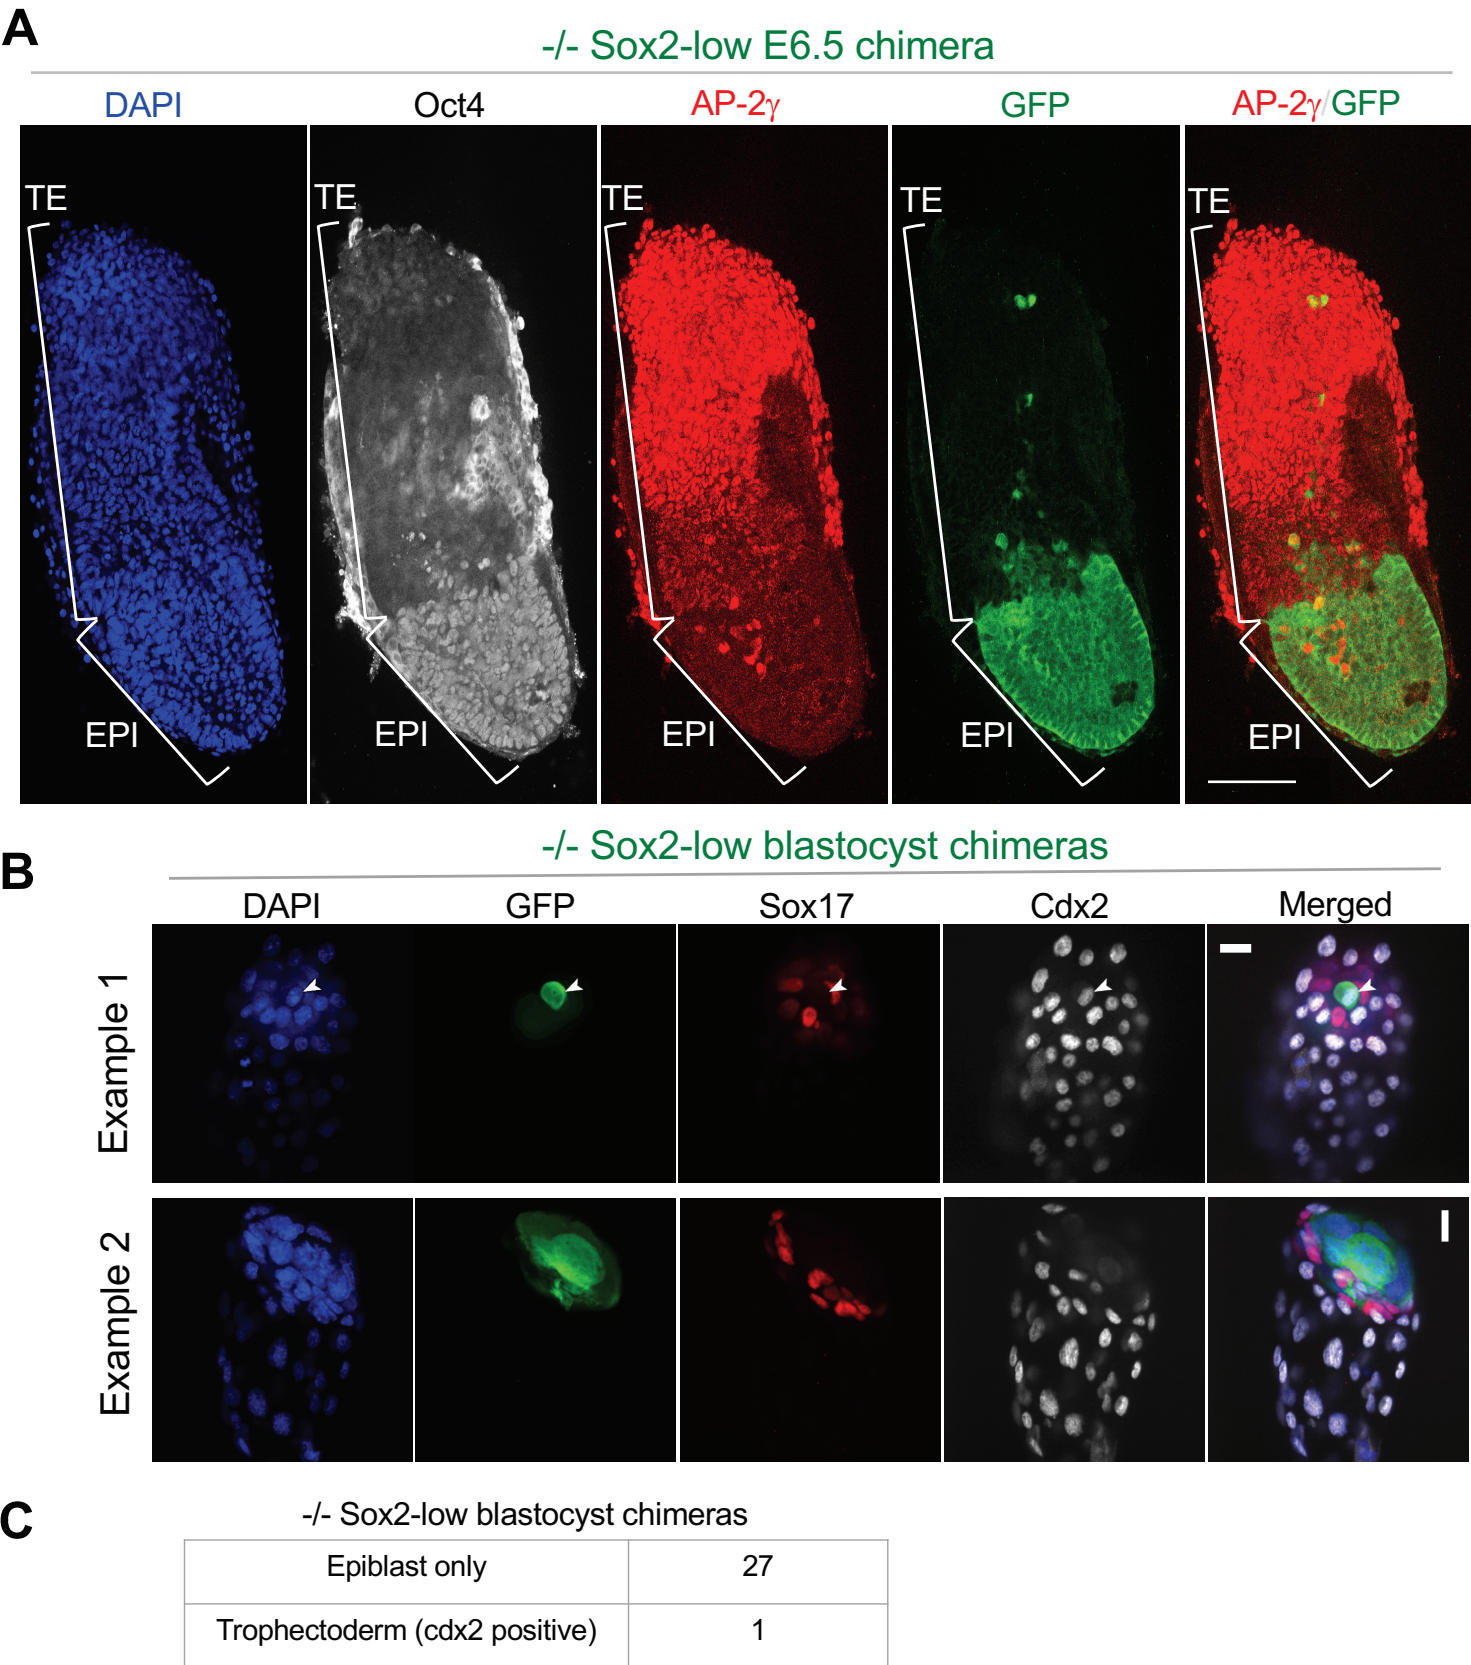 A
-/- Sox2-low E6.5 chimera
DAPI Oct4 AP-2γ GFP AP-2γ/GFP
TE TE TE TE TE
EPI EPI EPI EPI EPI
B
-/- Sox2-low blastocyst chimeras
DAPI GFP Sox17 Cdx2 Merged
Example 1
Example 2
C
-/- Sox2-low blastocyst chimeras
Epiblast only 27
Trophectoderm (cdx2 positive) 1